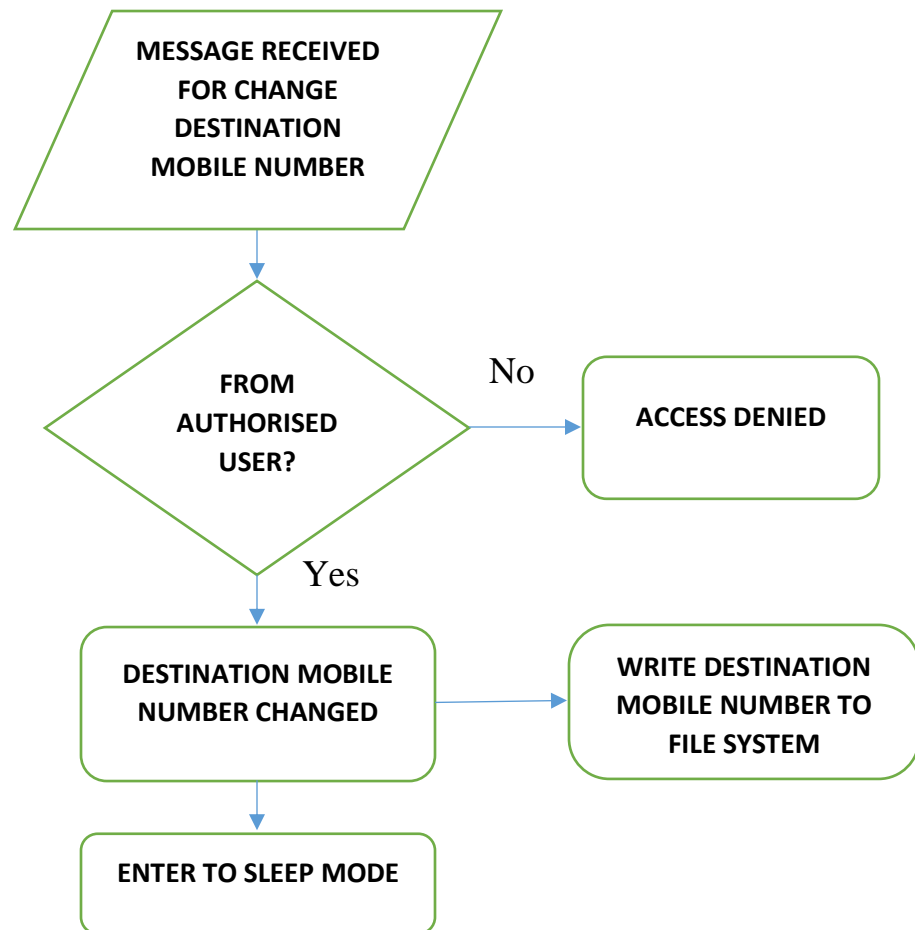 MESSAGE RECEIVED
FOR CHANGE
DESTINATION
MOBILE NUMBER
FROM
AUTHORISED
USER?
No
ACCESS DENIED
Yes
DESTINATION MOBILE
NUMBER CHANGED
WRITE DESTINATION
MOBILE NUMBER TO
FILE SYSTEM
ENTER TO SLEEP MODE